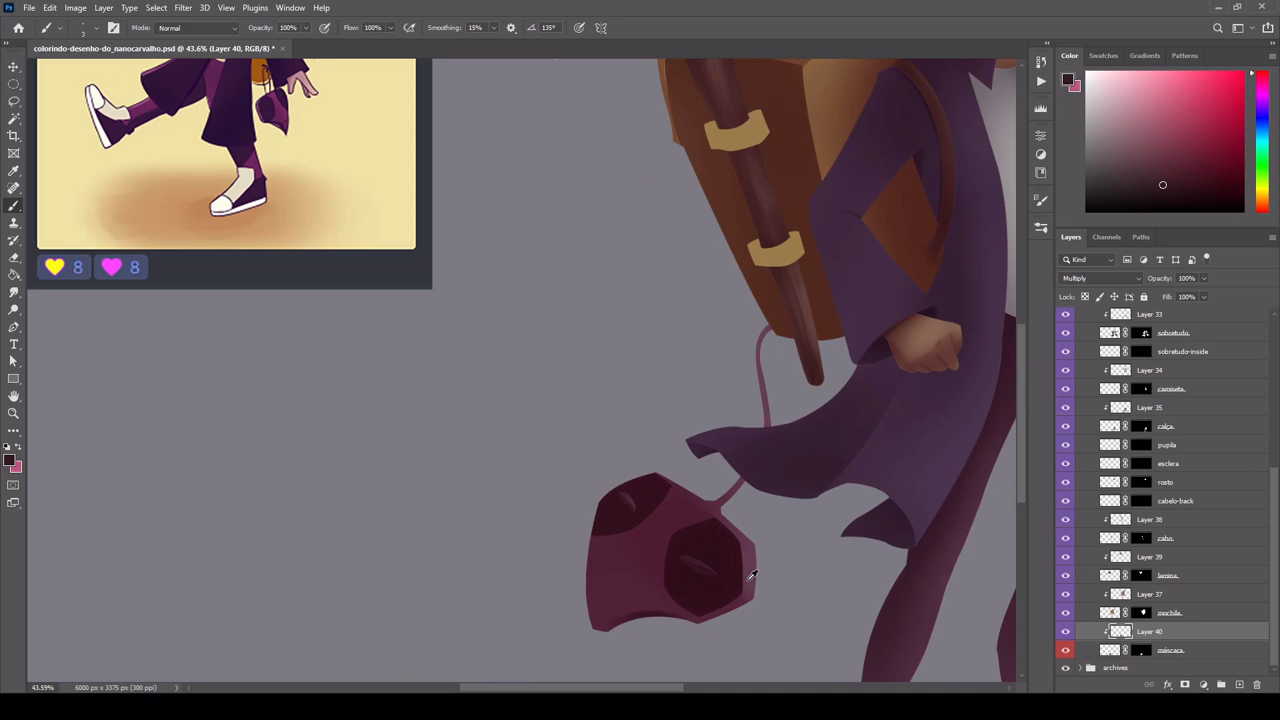 File Edit Image Layer Type Select Filter 3D View Plugins Window Help
3 Mode: Normal Opacity: 100% Flow: 100% Smoothing: 15% 135°
colorindo-desenho-do_nanocarvalho.psd @ 43.6% (Layer 40, RGB/8) *
Color Swatches Gradients Patterns
Layers Channels Paths
Kind
Multiply Opacity: 100%
Lock: Fill: 100%
Layer 33
sobretudo
sobretudo-inside
Layer 34
camiseta
Layer 35
calça
pupila
esclera
rosto
cabelo-back
Layer 38
cabo
Layer 39
lamina
Layer 37
mochila
Layer 40
máscara
archives
8 8
43.59% 6000 px x 3375 px (300 ppi)